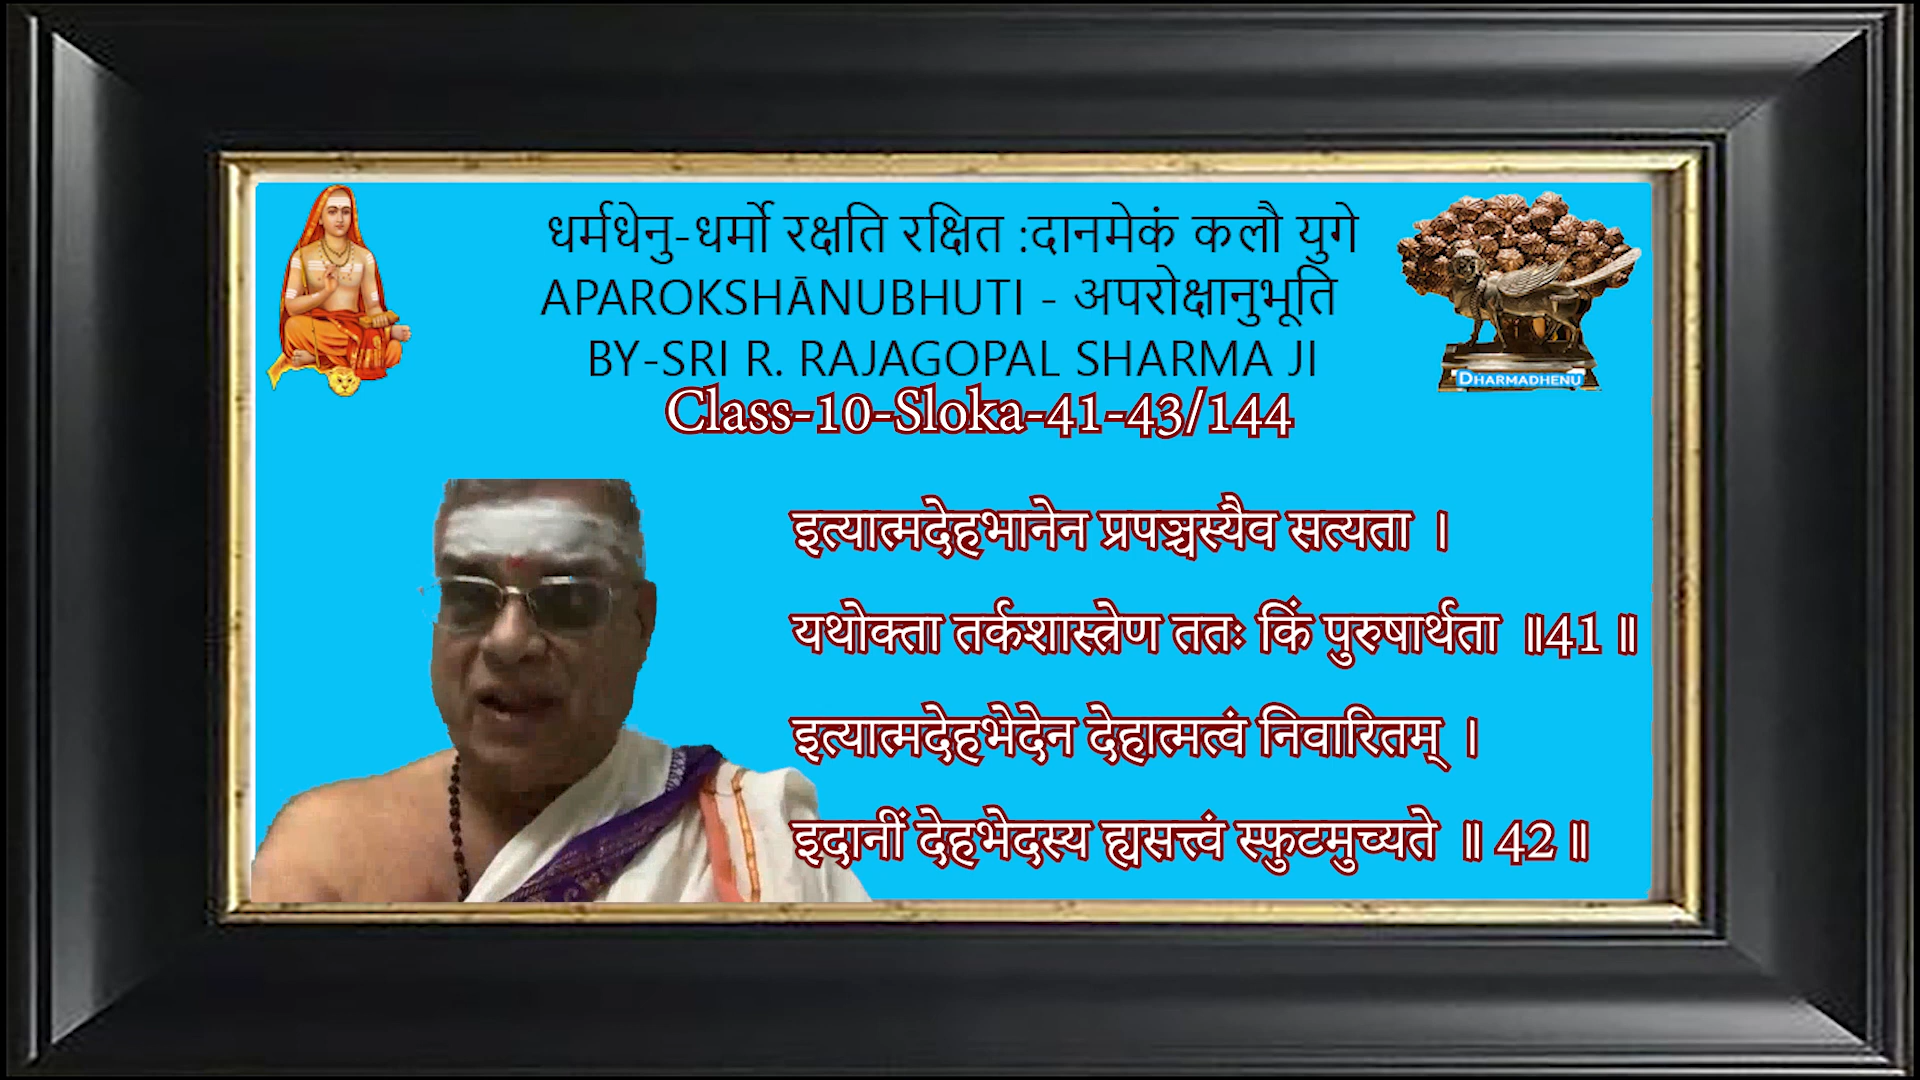 धर्मधेनु-धर्मो रक्षति रक्षित :दानमेकं कलौ युगे
APAROKSHĀNUBHUTI - अपरोक्षानुभूति
BY-SRI R. RAJAGOPAL SHARMA JI
DHARMADHENU
Class-10-Sloka-41-43/144
इत्यात्मदेहभानेन प्रपञ्चस्यैव सत्यता ।
यथोक्ता तर्कशास्त्रेण ततः किं पुरुषार्थता ॥41 ॥
इत्यात्मदेहभेदेन देहात्मत्वं निवारितम् ।
इदानीं देहभेदस्य ह्यसत्त्वं स्फुटमुच्यते ॥ 42 ॥